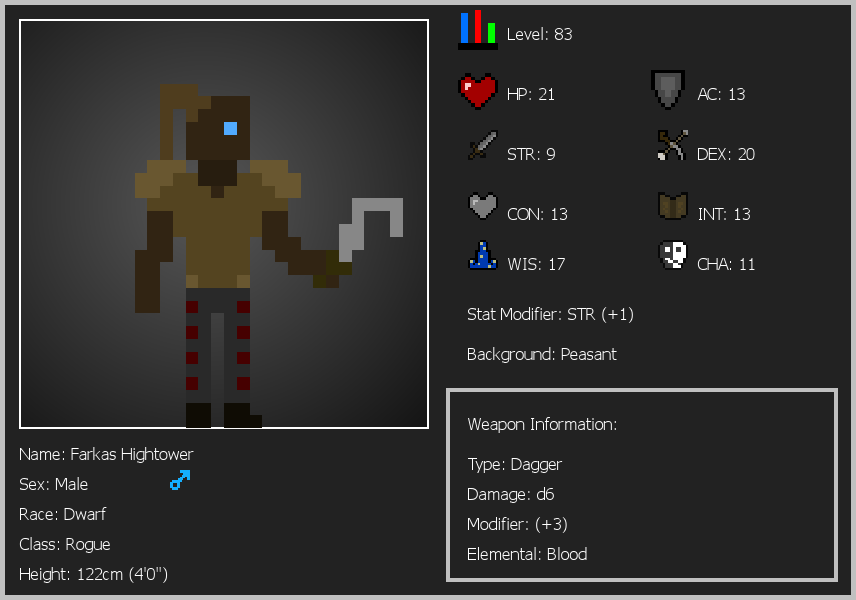 Level: 83
HP: 21
AC: 13
STR: 9
DEX: 20
CON: 13
INT: 13
WIS: 17
CHA: 11
Stat Modifier: STR (+1)
Background: Peasant
Weapon Information:
Type: Dagger
Damage: d6
Modifier: (+3)
Elemental: Blood
Name: Farkas Hightower
Sex: Male
Race: Dwarf
Class: Rogue
Height: 122cm (4'0")